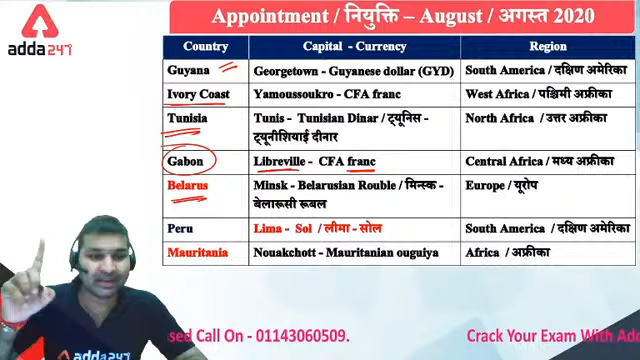 adda247
Appointment / नियुक्ति – August / अगस्त 2020
Country Capital - Currency Region
Guyana Georgetown - Guyanese dollar (GYD) South America / दक्षिण अमेरिका
Ivory Coast Yamoussoukro - CFA franc West Africa / पश्चिमी अफ्रीका
Tunisia Tunis - Tunisian Dinar / ट्यूनिस - North Africa / उत्तर अफ्रीका
ट्यूनीशियाई दीनार
Gabon Libreville - CFA franc Central Africa / मध्य अफ्रीका
Belarus Minsk - Belarusian Rouble / मिन्स्क - Europe / यूरोप
बेलारूसी रूबल
Peru Lima - Sol / लीमा - सोल South America / दक्षिण अमेरिका
Mauritania Nouakchott - Mauritanian ouguiya Africa / अफ्रीका
sed Call On - 01143060509. Crack Your Exam With Add
adda247